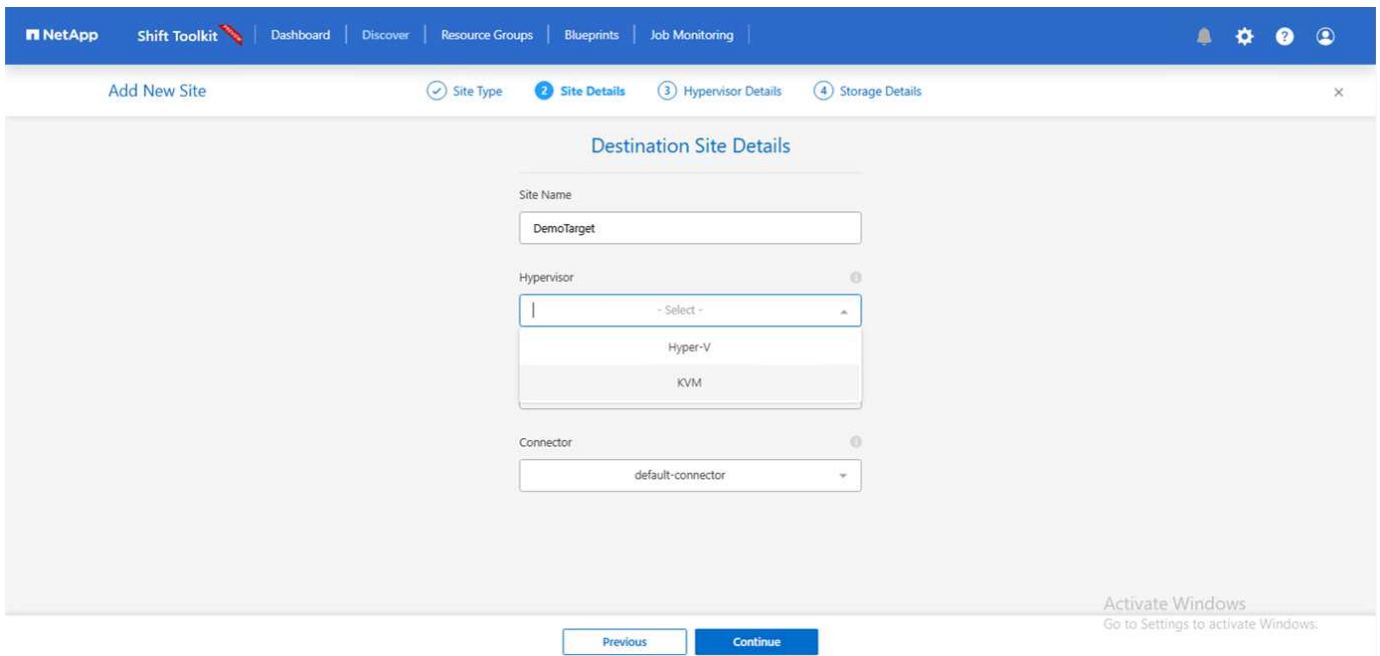 NetApp Shift Toolkit Dashboard Discover Resource Groups Blueprints Job Monitoring ?
Add New Site Site Type 2 Site Details 3 Hypervisor Details 4 Storage Details
Destination Site Details
Site Name
DemoTarget
Hypervisor
- Select -
Hyper-V
KVM
Connector
default-connector
Activate Windows
Go to Settings to activate Windows.
Previous Continue